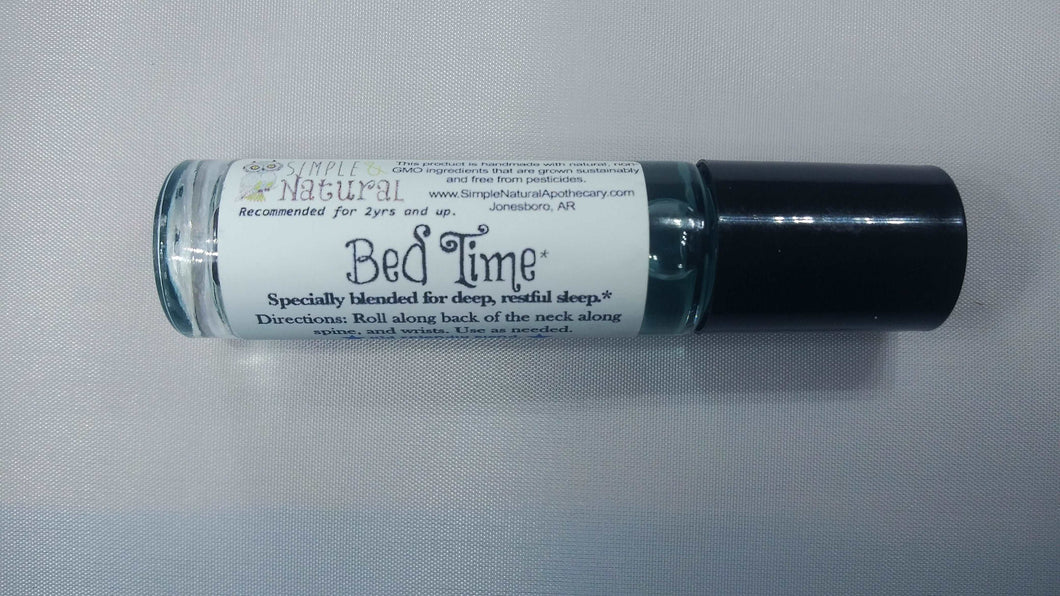 SIMPLE &
Natural
Recommended for 2yrs and up.
This product is handmade with natural, non-
GMO ingredients that are grown sustainably
and free from pesticides.
www.SimpleNaturalApothecary.com
Jonesboro, AR
Bed Time*
Specially blended for deep, restful sleep.*
Directions: Roll along back of the neck along
spine, and wrists. Use as needed.